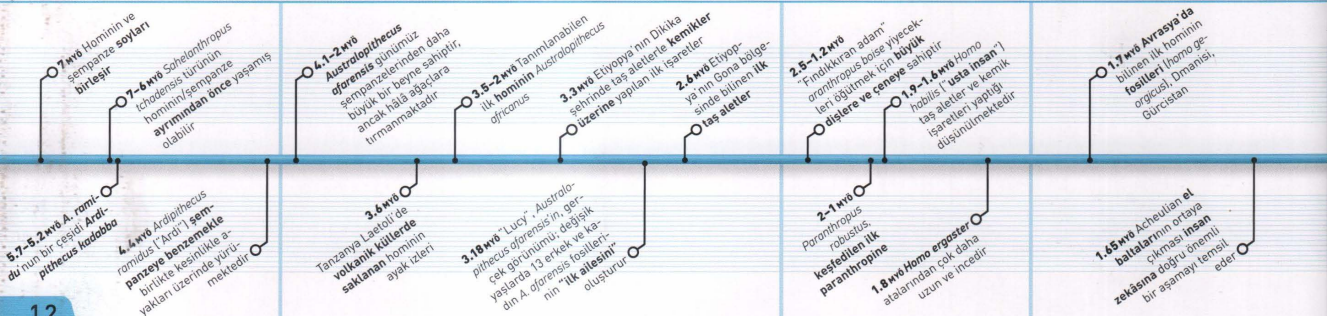 7 MYÖ Hominin ve
şempanze soyları
birleşir
7–6 MYÖ Sahelanthropus
tchadensis türünün
hominin/şempanze
ayrımından önce yaşamış
olabilir
5.7–5.2 MYÖ A. rami-
du'nun bir çeşidi Ardi-
pithecus kadabba
4.4 MYÖ Ardipithecus
ramidus ("Ardi") şem-
panzeye benzemekle
birlikte kesinlikle a-
yakları üzerinde yürü-
mektedir
4.1–2 MYÖ
Australopithecus
afarensis günümüz
şempanzelerinden daha
büyük bir beyne sahiptir,
ancak hâlâ ağaçlara
tırmanmaktadır
3.6 MYÖ
Tanzanya Laetoli'de
volkanik küllerde
saklanan hominin
ayak izleri
3.5–2 MYÖ Tanımlanabilen
ilk hominin Australopithecus
africanus
3.3 MYÖ Etiyopya'nın Dikika
şehrinde taş aletlerle kemikler
üzerine yapılan ilk işaretler
3.18 MYÖ "Lucy", Australo-
pithecus afarensis'in, ger-
çek görünümü, değişik
yaşlarda 13 erkek ve ka-
dın A. afarensis fosilleri-
nin "ilk ailesini"
oluşturur
2.6 MYÖ Etiyop-
ya'nın Gona bölge-
sinde bilinen ilk
taş aletler
2.5–1.2 MYÖ
"Fındıkkıran adam"
aranthropus boise yiyecek-
leri öğütmek için büyük
dişlere ve çeneye sahiptir
2–1 MYÖ
Paranthropus
robustus,
keşfedilen ilk
paranthropine
1.9–1.6 MYÖ Homo
habilis ("usta insan")
taş aletler ve kemik
işaretleri yaptığı
düşünülmektedir
1.8 MYÖ Homo ergaster
atalarından çok daha
uzun ve incedir
1.7 MYÖ Avrasya'da
bilinen ilk hominin
fosilleri (homo ge-
orgicus), Dmanisi,
Gürcistan
1.65 MYÖ Acheulian el
baltalarının ortaya
çıkması insan
zekâsına doğru önemli
bir aşamayı temsil
eder
12